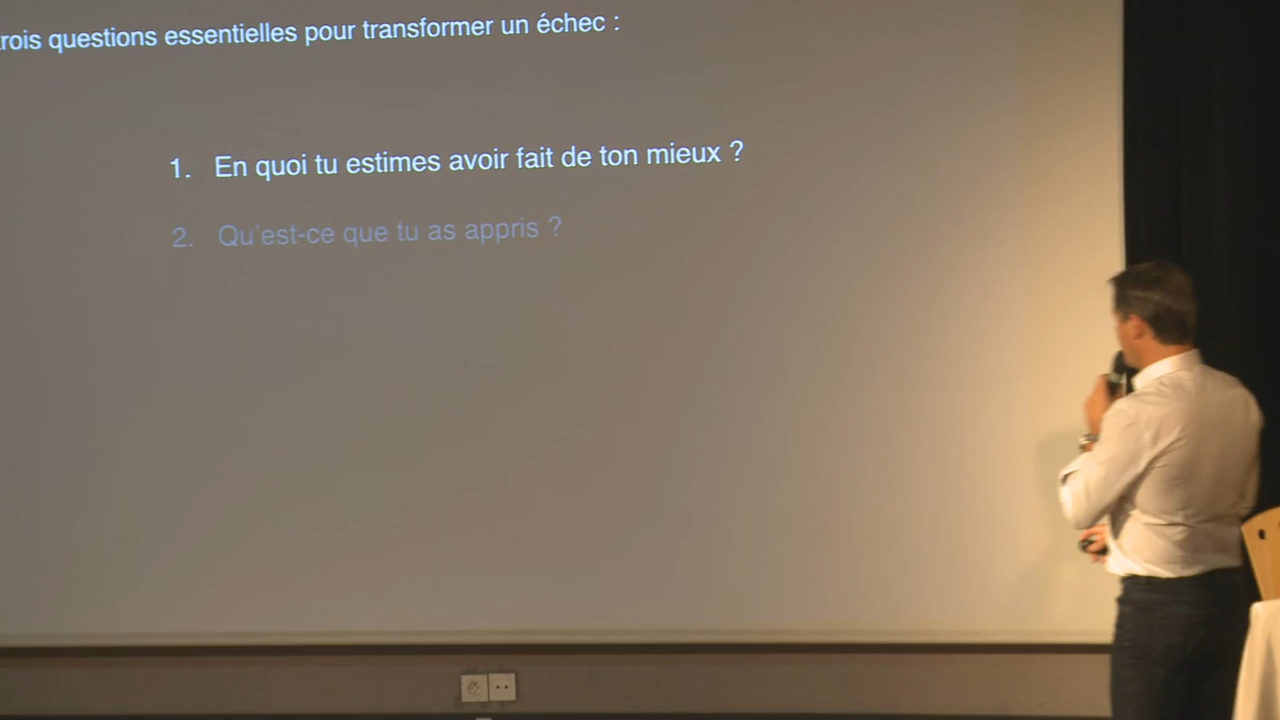 rois questions essentielles pour transformer un échec :
1. En quoi tu estimes avoir fait de ton mieux ?
2. Qu'est-ce que tu as appris ?